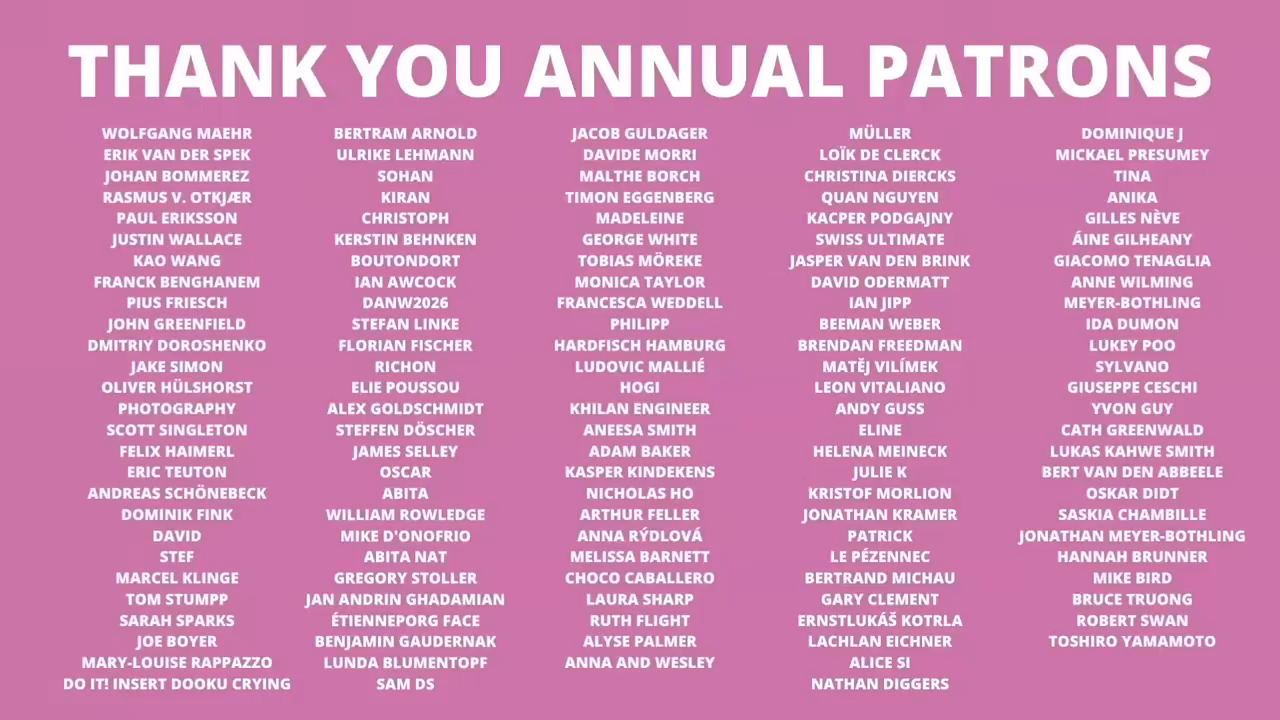 THANK YOU ANNUAL PATRONS
WOLFGANG MAEHR
ERIK VAN DER SPEK
JOHAN BOMMEREZ
RASMUS V. OTKJÆR
PAUL ERIKSSON
JUSTIN WALLACE
KAO WANG
FRANCK BENGHANEM
PIUS FRIESCH
JOHN GREENFIELD
DMITRIY DOROSHENKO
JAKE SIMON
OLIVER HÜLSHORST
PHOTOGRAPHY
SCOTT SINGLETON
FELIX HAIMERL
ERIC TEUTON
ANDREAS SCHÖNEBECK
DOMINIK FINK
DAVID
STEF
MARCEL KLINGE
TOM STUMPP
SARAH SPARKS
JOE BOYER
MARY-LOUISE RAPPAZZO
DO IT! INSERT DOOKU CRYING
BERTRAM ARNOLD
ULRIKE LEHMANN
SOHAN
KIRAN
CHRISTOPH
KERSTIN BEHNKEN
BOUTONDORT
IAN AWCOCK
DANW2026
STEFAN LINKE
FLORIAN FISCHER
RICHON
ELIE POUSSOU
ALEX GOLDSCHMIDT
STEFFEN DÖSCHER
JAMES SELLEY
OSCAR
ABITA
WILLIAM ROWLEDGE
MIKE D'ONOFRIO
ABITA NAT
GREGORY STOLLER
JAN ANDRIN GHADAMIAN
ÉTIENNEPORG FACE
BENJAMIN GAUDERNAK
LUNDA BLUMENTOPF
SAM DS
JACOB GULDAGER
DAVIDE MORRI
MALTHE BORCH
TIMON EGGENBERG
MADELEINE
GEORGE WHITE
TOBIAS MÖREKE
MONICA TAYLOR
FRANCESCA WEDDELL
PHILIPP
HARDFISCH HAMBURG
LUDOVIC MALLIÉ
HOGI
KHILAN ENGINEER
ANEESA SMITH
ADAM BAKER
KASPER KINDEKENS
NICHOLAS HO
ARTHUR FELLER
ANNA RÝDLOVÁ
MELISSA BARNETT
CHOCO CABALLERO
LAURA SHARP
RUTH FLIGHT
ALYSE PALMER
ANNA AND WESLEY
MÜLLER
LOÏK DE CLERCK
CHRISTINA DIERCKS
QUAN NGUYEN
KACPER PODGAJNY
SWISS ULTIMATE
JASPER VAN DEN BRINK
DAVID ODERMATT
IAN JIPP
BEEMAN WEBER
BRENDAN FREEDMAN
MATĚJ VILÍMEK
LEON VITALIANO
ANDY GUSS
ELINE
HELENA MEINECK
JULIE K
KRISTOF MORLION
JONATHAN KRAMER
PATRICK
LE PÉZENNEC
BERTRAND MICHAU
GARY CLEMENT
ERNSTLUKÁŠ KOTRLA
LACHLAN EICHNER
ALICE SI
NATHAN DIGGERS
DOMINIQUE J
MICKAEL PRESUMEY
TINA
ANIKA
GILLES NÈVE
ÁINE GILHEANY
GIACOMO TENAGLIA
ANNE WILMING
MEYER-BOTHLING
IDA DUMON
LUKEY POO
SYLVANO
GIUSEPPE CESCHI
YVON GUY
CATH GREENWALD
LUKAS KAHWE SMITH
BERT VAN DEN ABBEELE
OSKAR DIDT
SASKIA CHAMBILLE
JONATHAN MEYER-BOTHLING
HANNAH BRUNNER
MIKE BIRD
BRUCE TRUONG
ROBERT SWAN
TOSHIRO YAMAMOTO